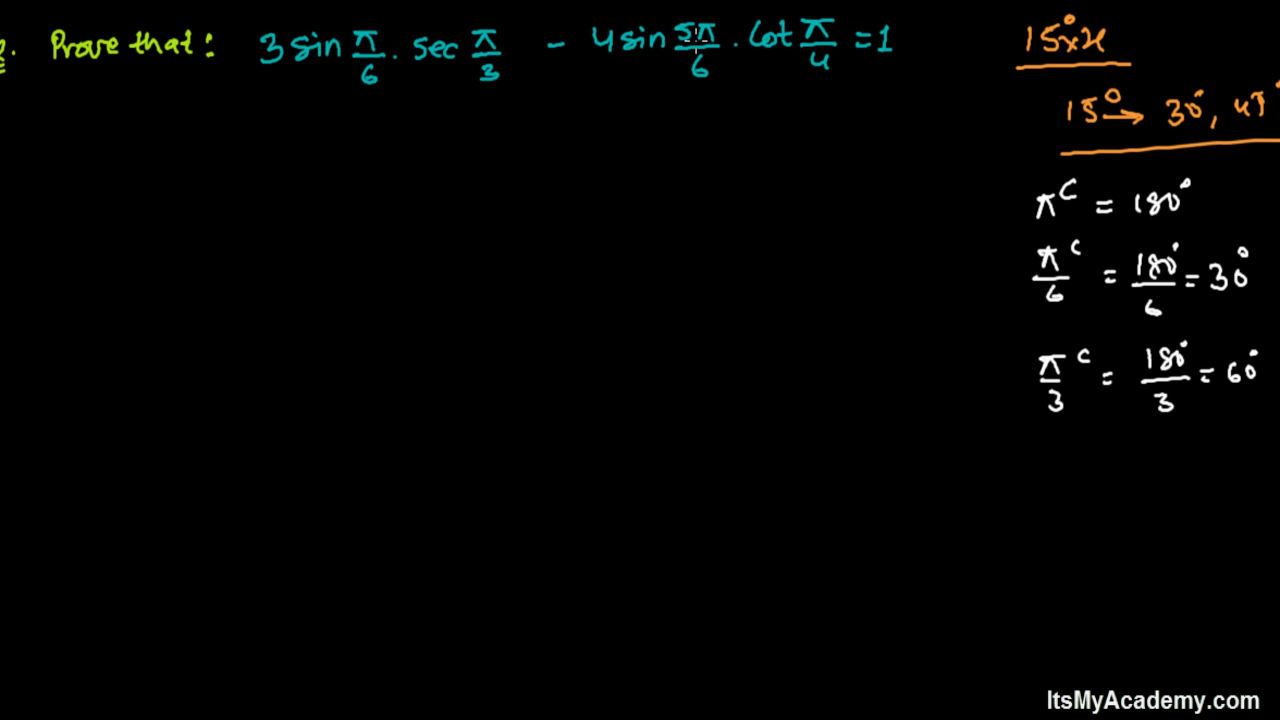 Prove that: 3 sin π/6 . sec π/3 - 4 sin 5π/6 . cot π/4 = 1
15°×x
15° → 30°, 45°
π^c = 180°
π/6^c = 180°/6 = 30°
π/3^c = 180°/3 = 60°
ItsMyAcademy.com